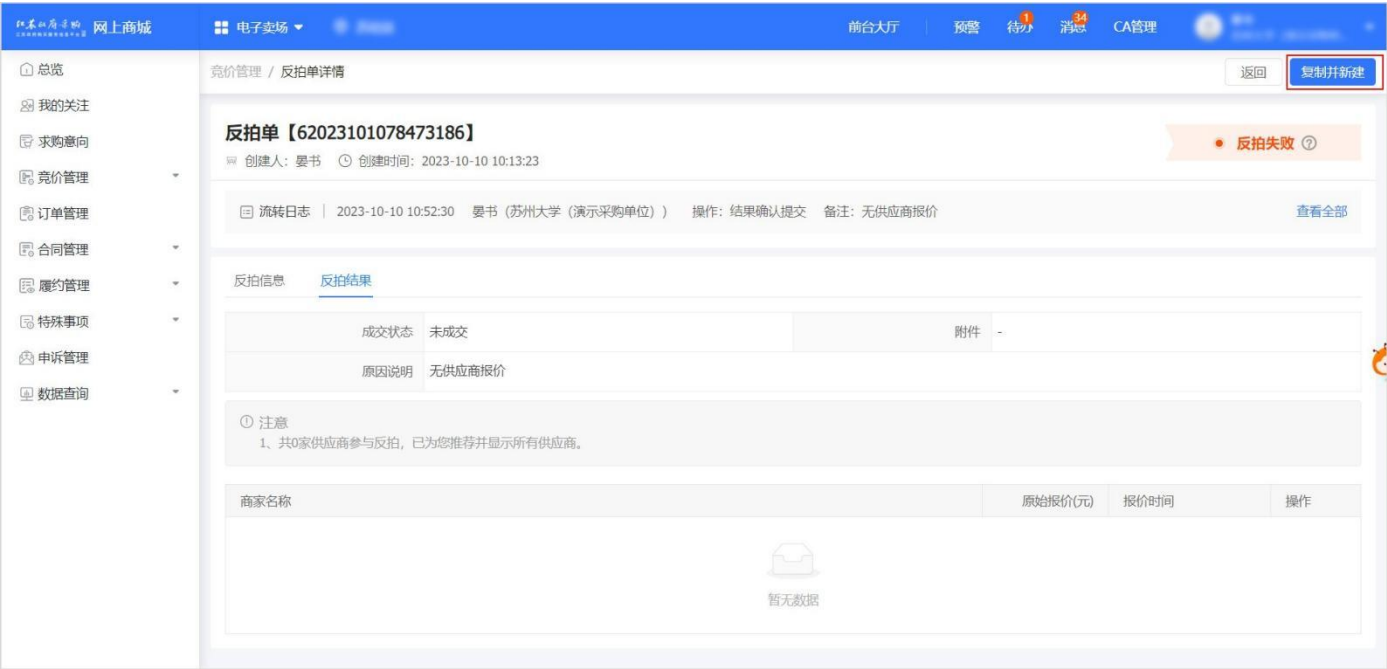 江苏政府采购 网上商城
电子卖场
前台大厅
预警
待办
1
消息
34
CA管理
总览
我的关注
求购意向
竞价管理
订单管理
合同管理
履约管理
特殊事项
申诉管理
数据查询
竞价管理 / 反拍单详情
返回
复制并新建
反拍单【62023101078473186】
创建人：晏书 创建时间：2023-10-10 10:13:23
反拍失败
流转日志 2023-10-10 10:52:30 晏书（苏州大学（演示采购单位）） 操作：结果确认提交 备注：无供应商报价 查看全部
反拍信息 反拍结果
成交状态 未成交 附件 -
原因说明 无供应商报价
注意
1、共0家供应商参与反拍，已为您推荐并显示所有供应商。
商家名称 原始报价(元) 报价时间 操作
暂无数据